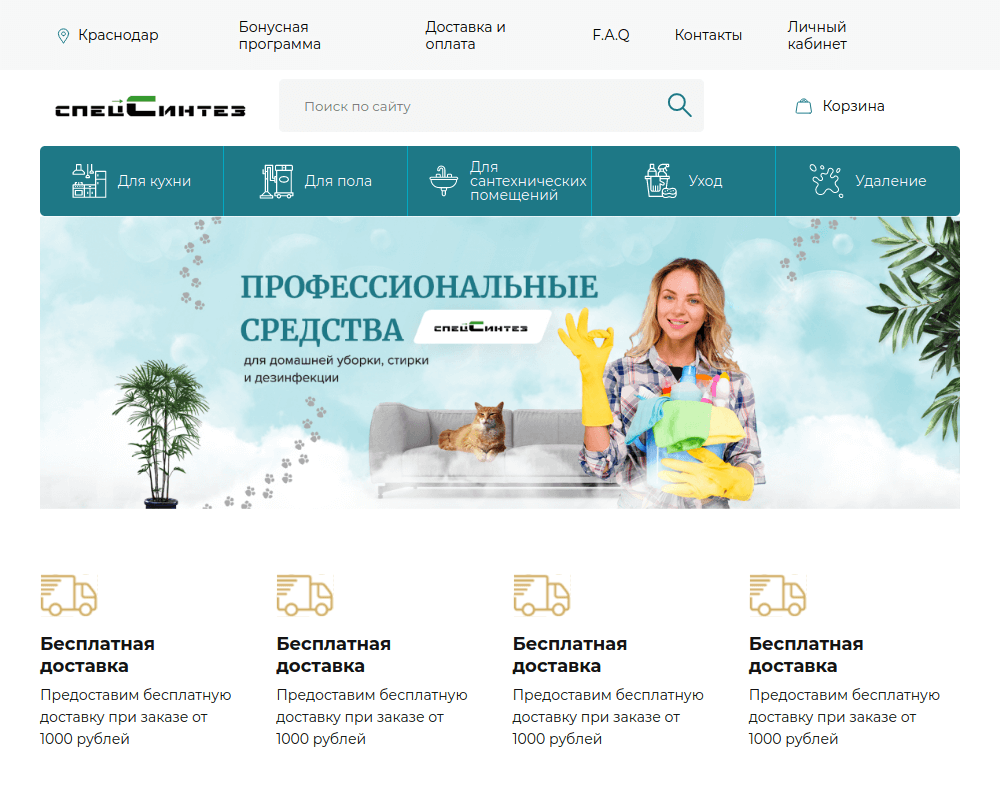 Краснодар
Бонусная
программа
Доставка и
оплата
F.A.Q
Контакты
Личный
кабинет
спецСинтез
Поиск по сайту
Корзина
Для кухни
Для пола
Для
сантехнических
помещений
Уход
Удаление
ПРОФЕССИОНАЛЬНЫЕ
СРЕДСТВА
спецСинтез
для домашней уборки, стирки
и дезинфекции
Бесплатная
доставка
Предоставим бесплатную
доставку при заказе от
1000 рублей
Бесплатная
доставка
Предоставим бесплатную
доставку при заказе от
1000 рублей
Бесплатная
доставка
Предоставим бесплатную
доставку при заказе от
1000 рублей
Бесплатная
доставка
Предоставим бесплатную
доставку при заказе от
1000 рублей